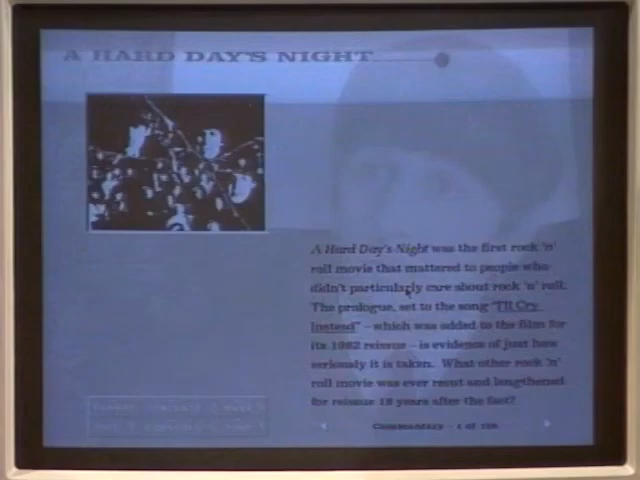 A HARD DAY'S NIGHT
A Hard Day's Night was the first rock 'n'
roll movie that mattered to people who
didn't particularly care about rock 'n' roll.
The prologue, set to the song "I'll Cry
Instead" – which was added to the film for
its 1982 reissue – is evidence of just how
seriously it is taken. What other rock 'n'
roll movie was ever recut and lengthened
for reissue 18 years after the fact?
Commentary – 1 of